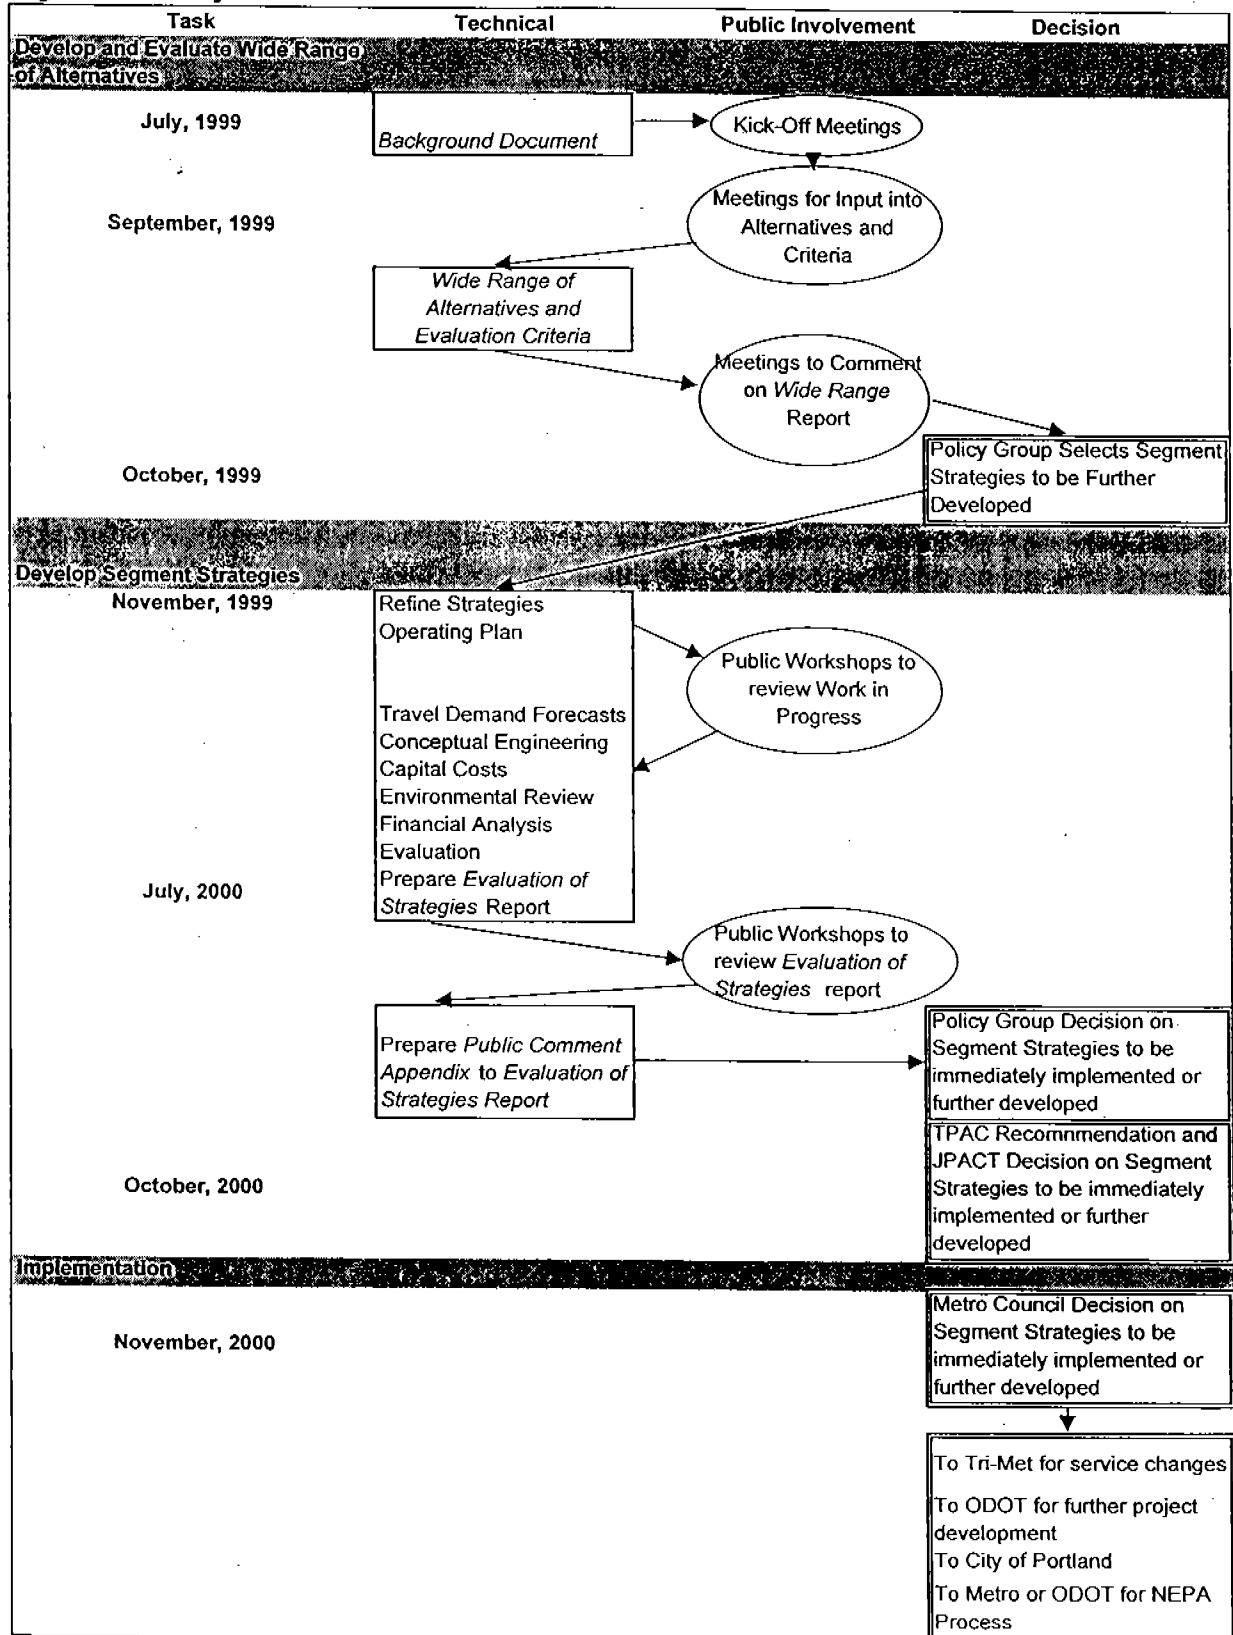 Task Technical Public Involvement Decision
Develop and Evaluate Wide Range
of Alternatives
July, 1999
Background Document
Kick-Off Meetings
September, 1999
Meetings for Input into
Alternatives and
Criteria
Wide Range of
Alternatives and
Evaluation Criteria
Meetings to Comment
on Wide Range
Report
October, 1999
Policy Group Selects Segment
Strategies to be Further
Developed
Develop Segment Strategies
November, 1999
Refine Strategies
Operating Plan
Public Workshops to
review Work in
Progress
Travel Demand Forecasts
Conceptual Engineering
Capital Costs
Environmental Review
Financial Analysis
Evaluation
Prepare Evaluation of
Strategies Report
July, 2000
Public Workshops to
review Evaluation of
Strategies report
Prepare Public Comment
Appendix to Evaluation of
Strategies Report
Policy Group Decision on
Segment Strategies to be
immediately implemented or
further developed
TPAC Recomnmendation and
JPACT Decision on Segment
Strategies to be immediately
implemented or further
developed
October, 2000
Implementation
November, 2000
Metro Council Decision on
Segment Strategies to be
immediately implemented or
further developed
To Tri-Met for service changes
To ODOT for further project
development
To City of Portland
To Metro or ODOT for NEPA
Process